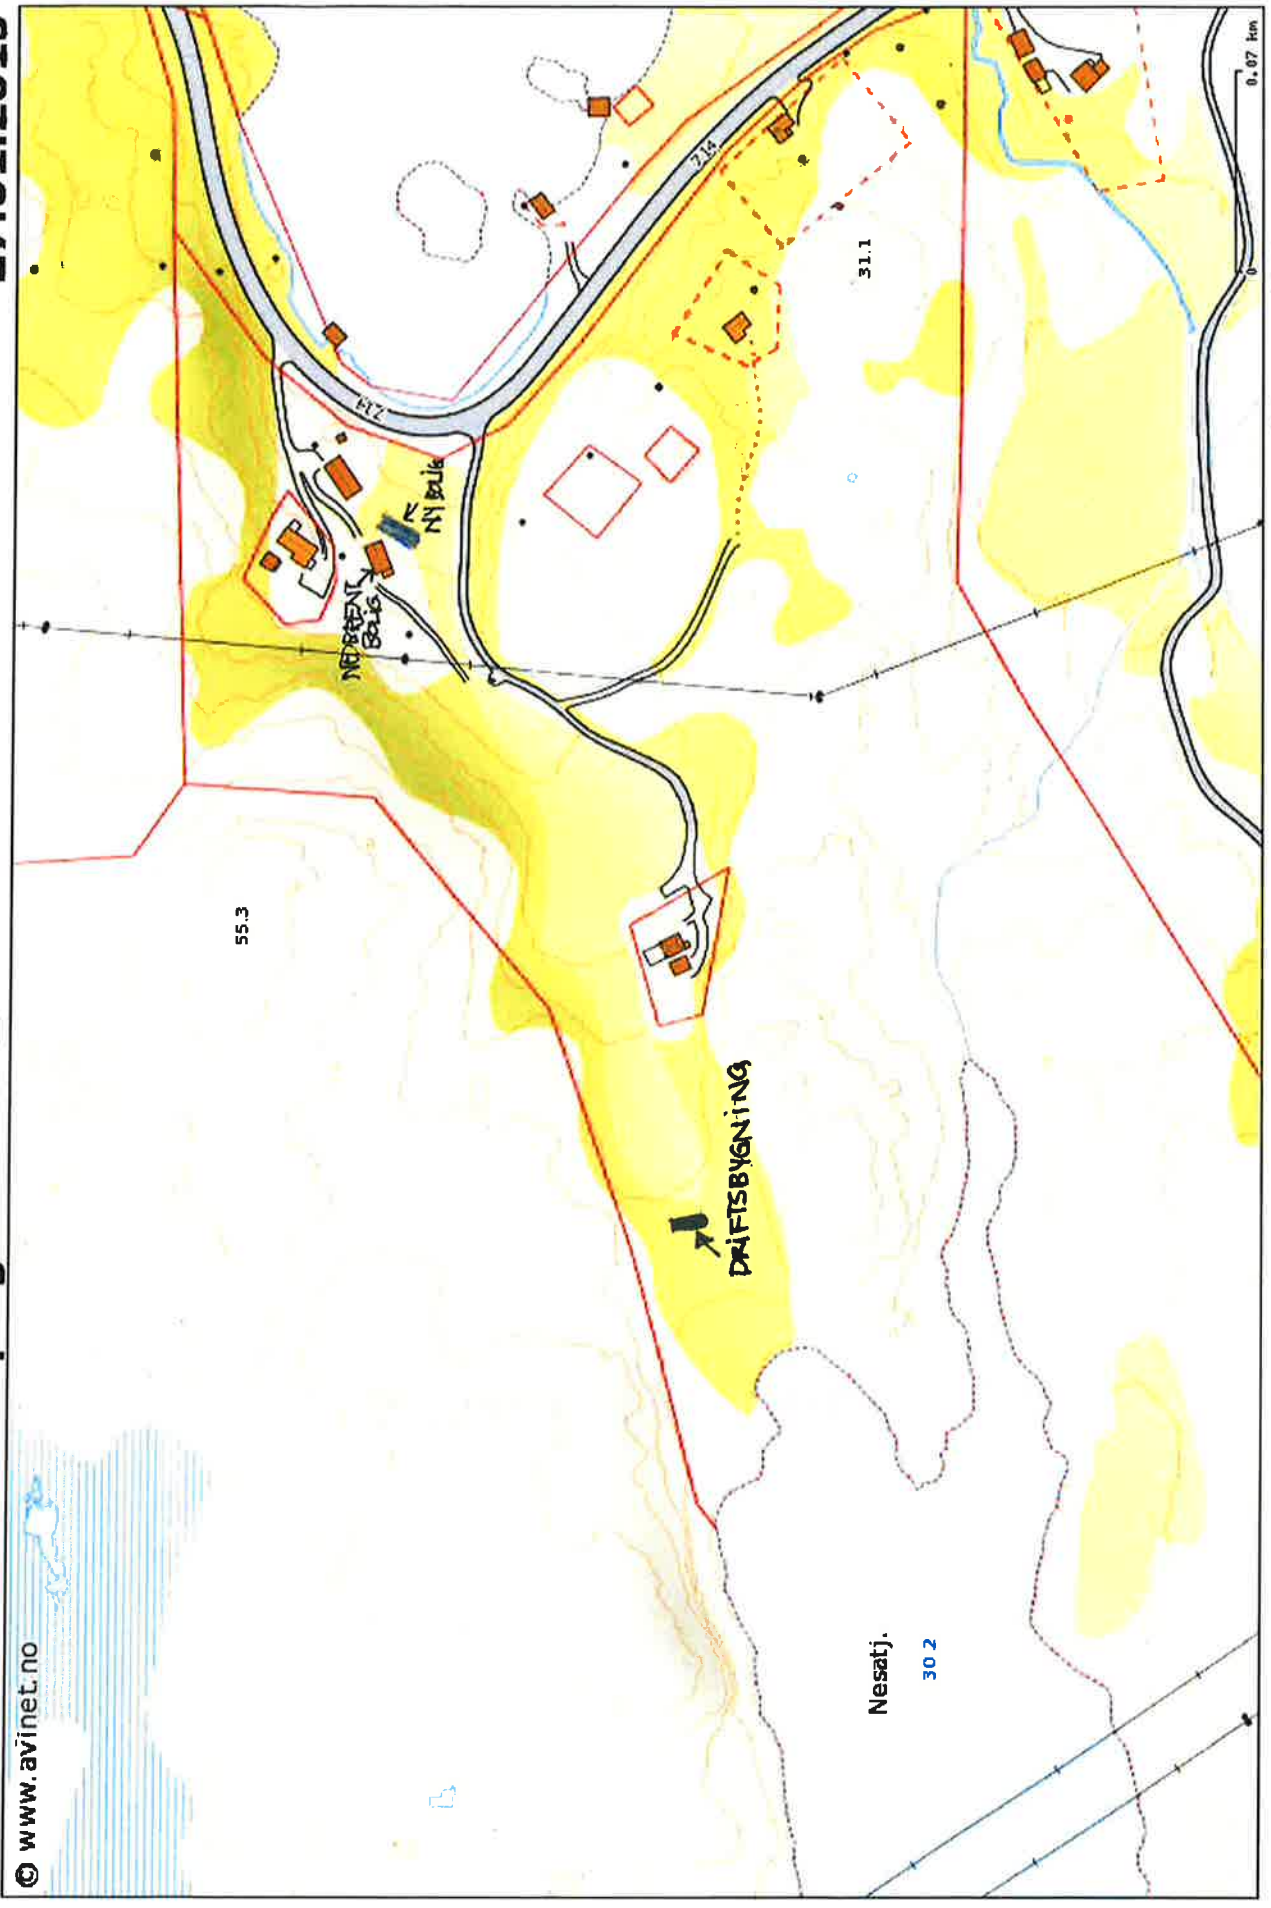 © www.avinet.no
55.3
NEDBRENT
BOLIG
NY BOLIG
714
714
31.1
DRIFTSBYGNING
Nesatj.
30 2
0
0.07 km